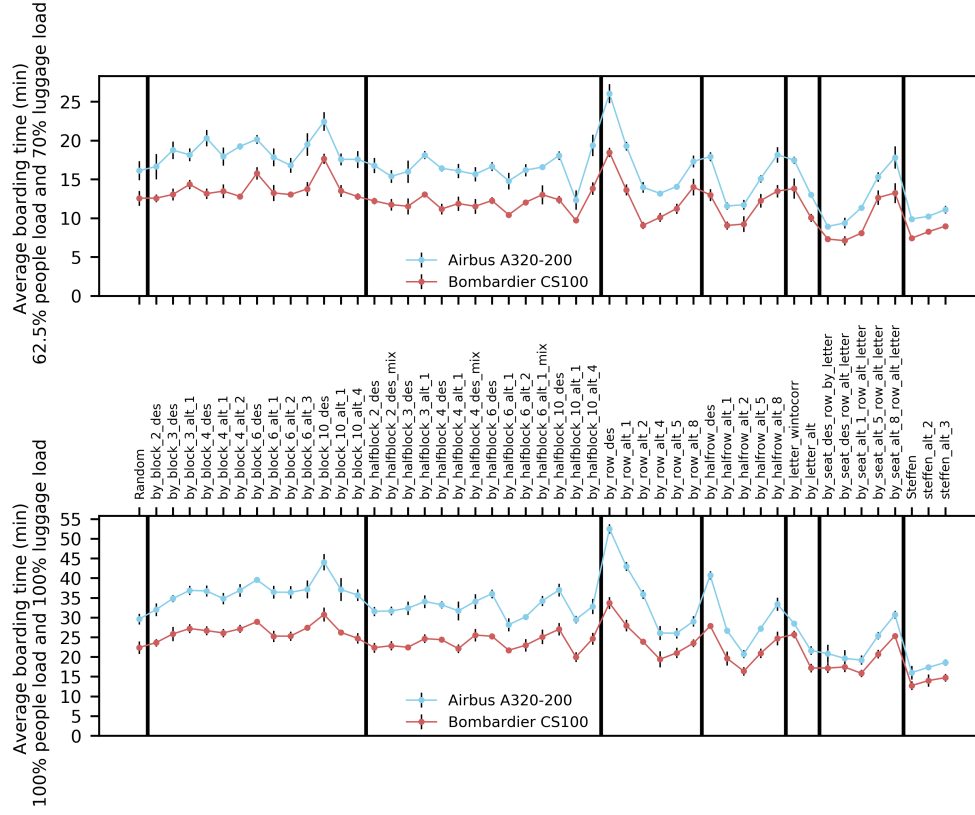 Average boarding time (min)
62.5% people load and 70% luggage load
25
20
15
10
5
0
Airbus A320-200
Bombardier CS100
Random
by_block_2_des
by_block_3_des
by_block_3_alt_1
by_block_4_des
by_block_4_alt_1
by_block_4_alt_2
by_block_6_des
by_block_6_alt_1
by_block_6_alt_2
by_block_6_alt_3
by_block_10_des
by_block_10_alt_1
by_block_10_alt_4
by_halfblock_2_des
by_halfblock_2_des_mix
by_halfblock_3_des
by_halfblock_3_alt_1
by_halfblock_4_des
by_halfblock_4_alt_1
by_halfblock_4_des_mix
by_halfblock_6_des
by_halfblock_6_alt_1
by_halfblock_6_alt_2
by_halfblock_6_alt_1_mix
by_halfblock_10_des
by_halfblock_10_alt_1
by_halfblock_10_alt_4
by_row_des
by_row_alt_1
by_row_alt_2
by_row_alt_4
by_row_alt_5
by_row_alt_8
by_halfrow_des
by_halfrow_alt_1
by_halfrow_alt_2
by_halfrow_alt_5
by_halfrow_alt_8
by_letter_wintocorr
by_letter_alt
by_seat_des_row_by_letter
by_seat_des_row_alt_letter
by_seat_alt_1_row_alt_letter
by_seat_alt_5_row_alt_letter
by_seat_alt_8_row_alt_letter
Steffen
steffen_alt_2
steffen_alt_3
Average boarding time (min)
100% people load and 100% luggage load
55
50
45
40
35
30
25
20
15
10
5
0
Airbus A320-200
Bombardier CS100